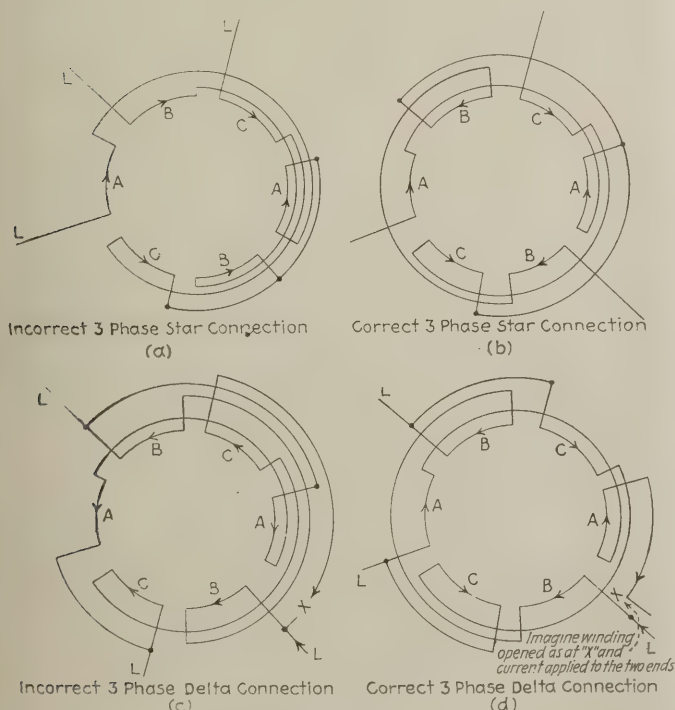 L
L
B
C
A
A
L
C
B
Incorrect 3 Phase Star Connection
(a)
B
C
A
A
C
B
Correct 3 Phase Star Connection
(b)
L
B
C
A
A
C
B
X
L
L
Incorrect 3 Phase Delta Connection
(c)
L
B
C
A
A
L
C
B
X
L
Imagine winding
opened as at "X" and
current applied to the two ends
Correct 3 Phase Delta Connection
(d)